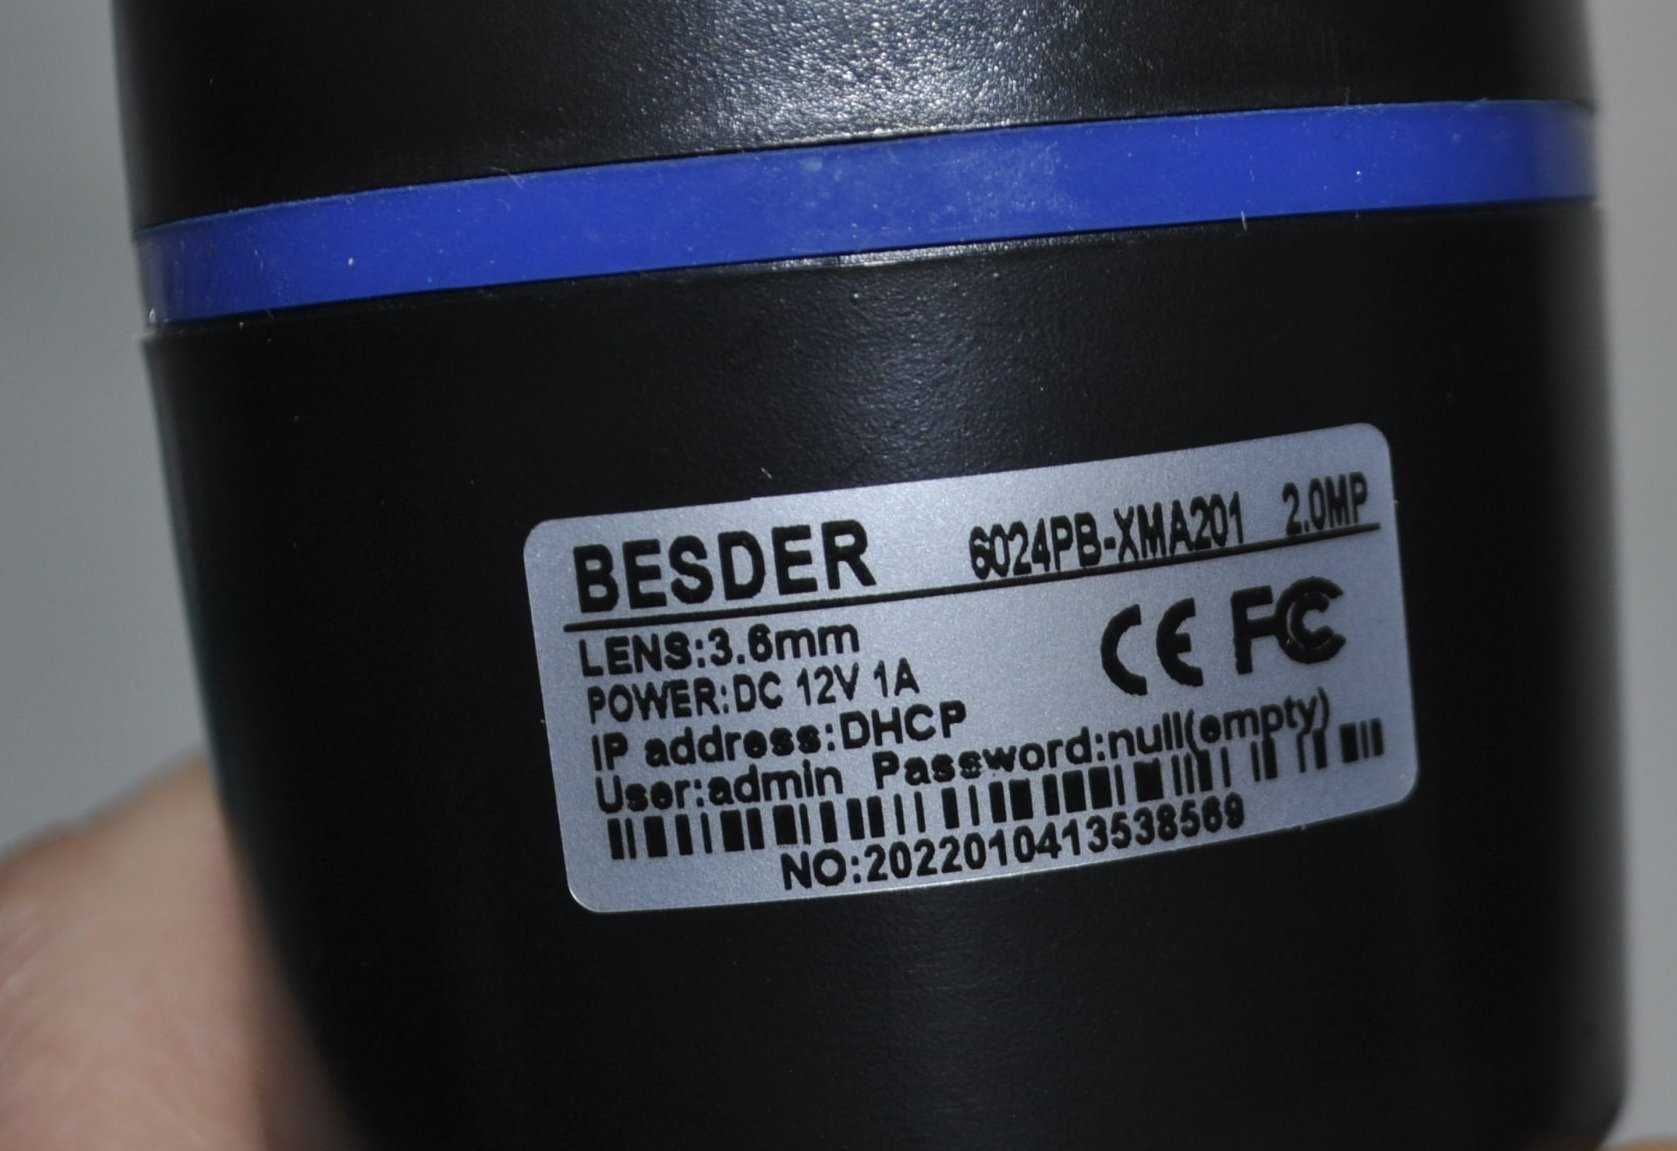 BESDER 6024PB-XMA201 2.0MP
LENS:3.6mm
POWER:DC 12V 1A
CE FC
IP address:DHCP
User:admin Password:null(empty)
NO:2022010413538569